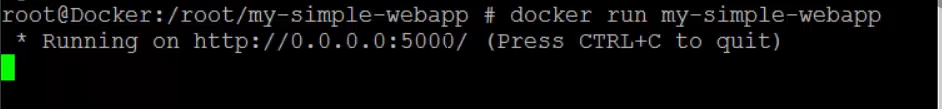 root@Docker:/root/my-simple-webapp # docker run my-simple-webapp
 * Running on http://0.0.0.0:5000/ (Press CTRL+C to quit)